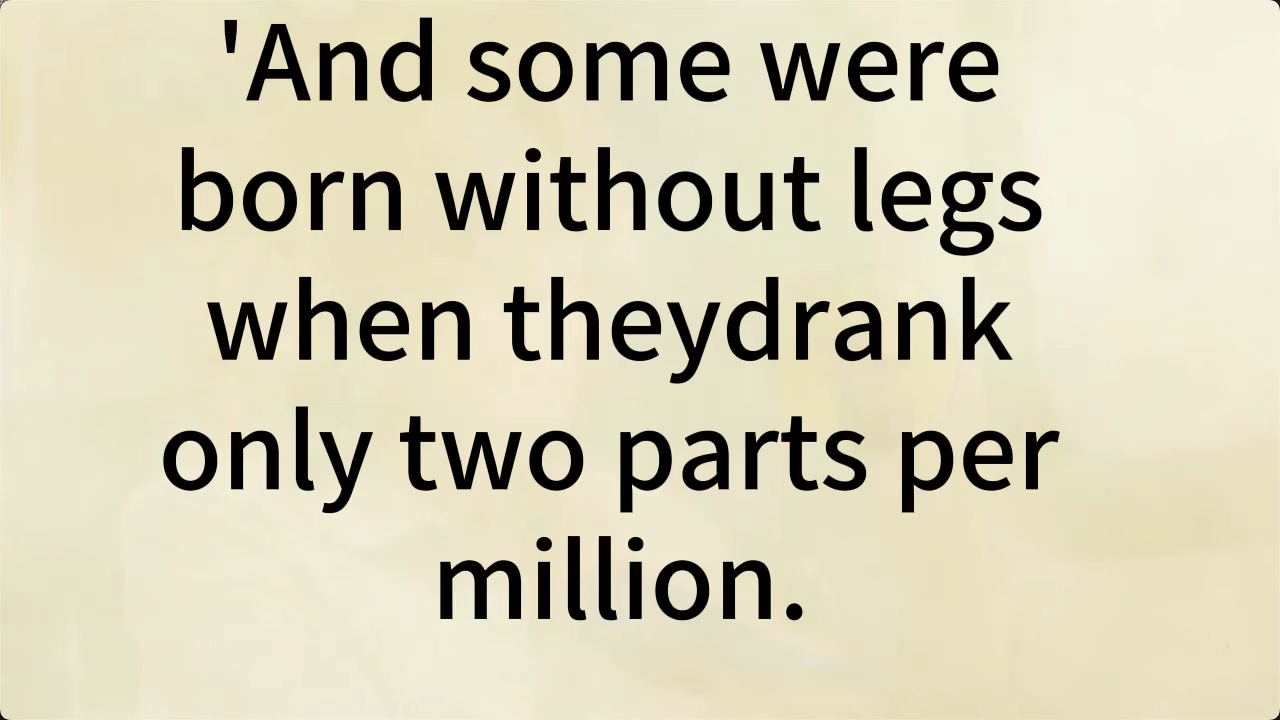 'And some were
born without legs
when theydrank
only two parts per
million.